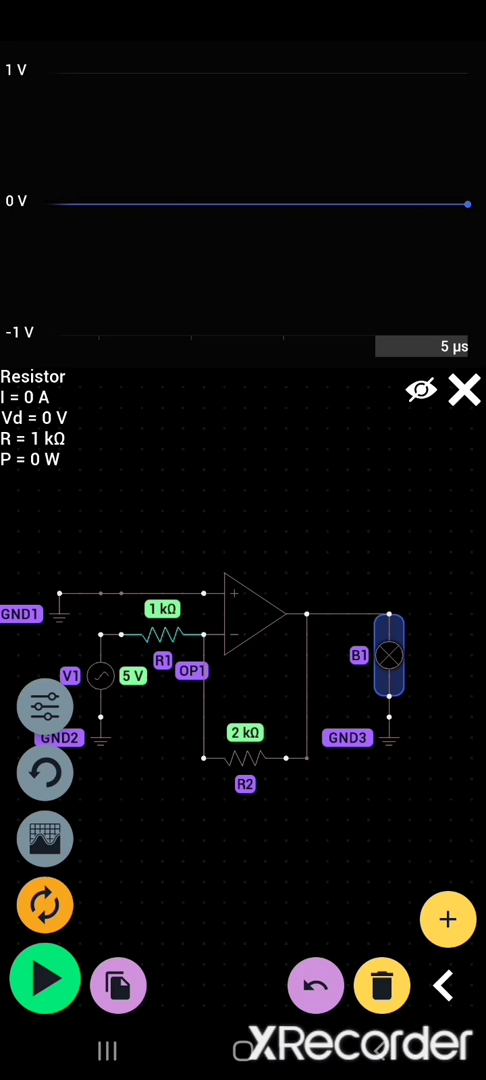 1 V
0 V
-1 V
5 µs
Resistor
I = 0 A
Vd = 0 V
R = 1 kΩ
P = 0 W
+
GND1
1 kΩ
−
R1
OP1
V1
5 V
B1
GND2
2 kΩ
GND3
R2
+
XRecorder